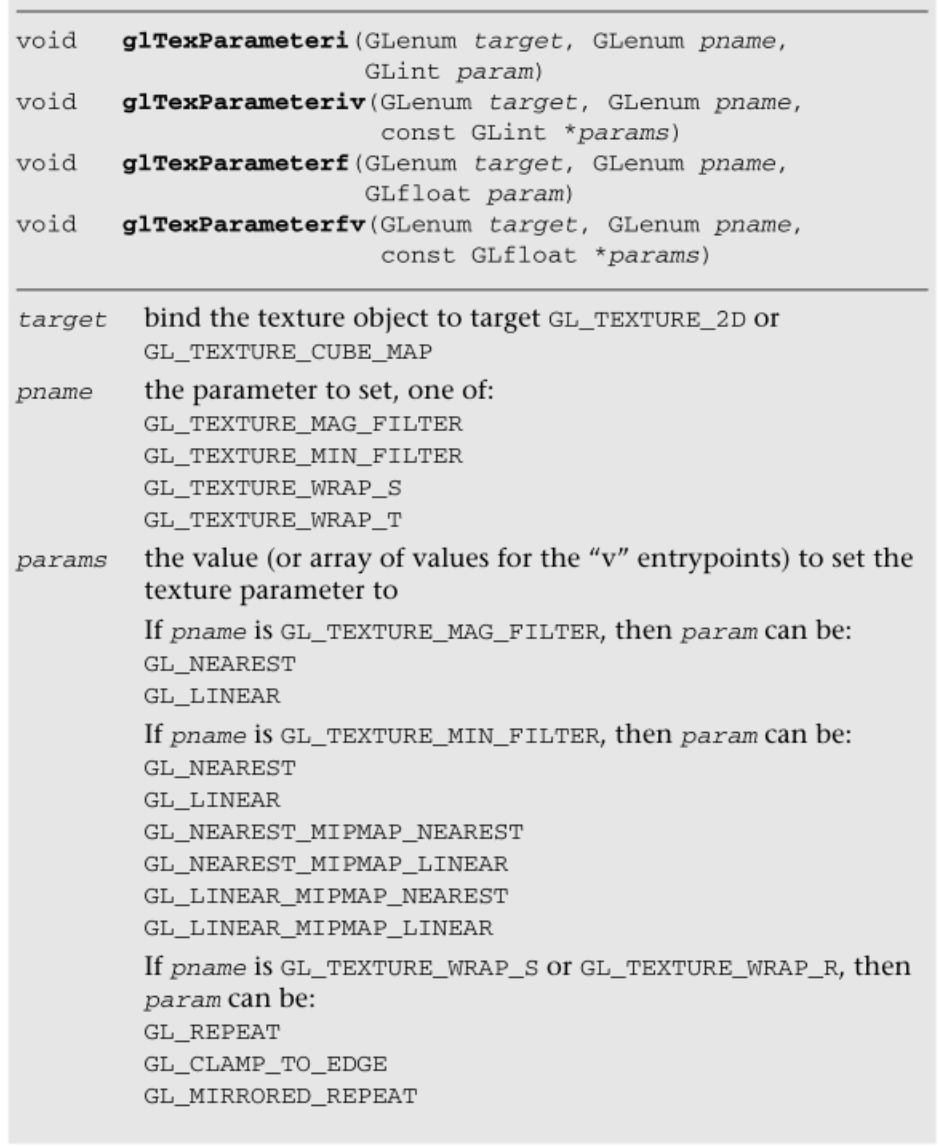 void glTexParameteri(GLenum target, GLenum pname,
GLint param)
void glTexParameteriv(GLenum target, GLenum pname,
const GLint *params)
void glTexParameterf(GLenum target, GLenum pname,
GLfloat param)
void glTexParameterfv(GLenum target, GLenum pname,
const GLfloat *params)
target bind the texture object to target GL_TEXTURE_2D or
GL_TEXTURE_CUBE_MAP
pname the parameter to set, one of:
GL_TEXTURE_MAG_FILTER
GL_TEXTURE_MIN_FILTER
GL_TEXTURE_WRAP_S
GL_TEXTURE_WRAP_T
params the value (or array of values for the “v” entrypoints) to set the
texture parameter to
If pname is GL_TEXTURE_MAG_FILTER, then param can be:
GL_NEAREST
GL_LINEAR
If pname is GL_TEXTURE_MIN_FILTER, then param can be:
GL_NEAREST
GL_LINEAR
GL_NEAREST_MIPMAP_NEAREST
GL_NEAREST_MIPMAP_LINEAR
GL_LINEAR_MIPMAP_NEAREST
GL_LINEAR_MIPMAP_LINEAR
If pname is GL_TEXTURE_WRAP_S or GL_TEXTURE_WRAP_R, then
param can be:
GL_REPEAT
GL_CLAMP_TO_EDGE
GL_MIRRORED_REPEAT